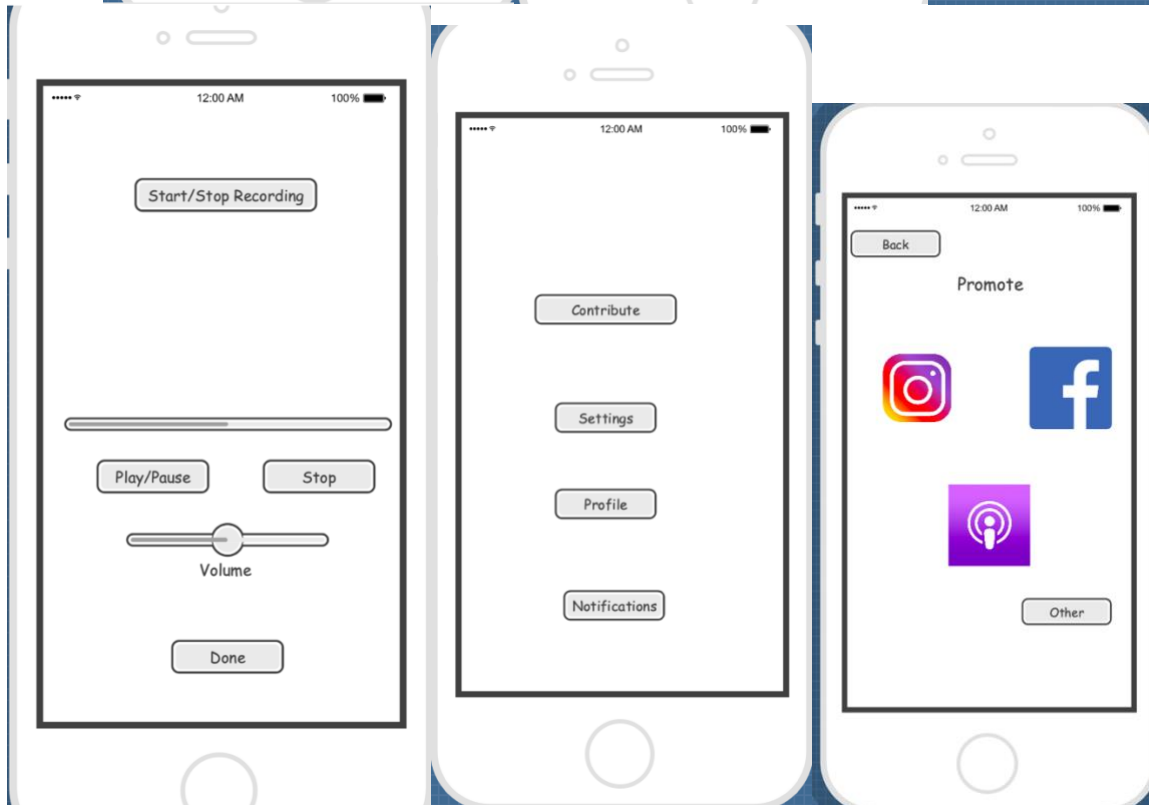 12:00 AM 100%
Start/Stop Recording
Play/Pause Stop
Volume
Done
12:00 AM 100%
Contribute
Settings
Profile
Notifications
12:00 AM 100%
Back
Promote
Other